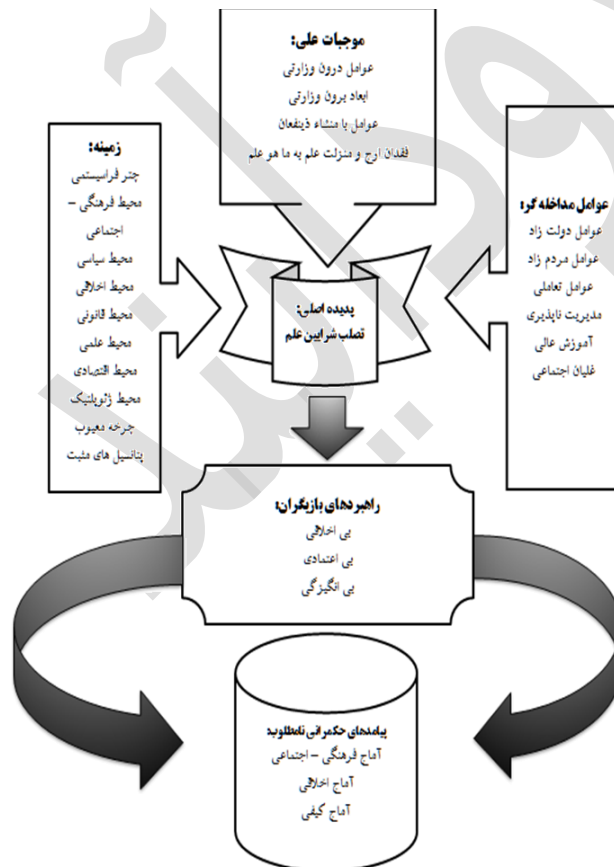 موجبات علی:
عوامل درون وزارتی
ابعاد برون وزارتی
عوامل با منشاء ذینفعان
فقدان ارج و منزلت علم به ما هو علم
عوامل مداخله گر:
عوامل دولت زاد
عوامل مردم زاد
عوامل تعاملی
مدیریت ناپذیری
آموزش عالی
غلیان اجتماعی
زمینه:
چتر فراسیستمی
محیط فرهنگی –
اجتماعی
محیط سیاسی
محیط اخلاقی
محیط قانونی
محیط علمی
محیط اقتصادی
محیط ژئوپلتیک
چرخه معیوب
پتانسیل های مثبت
پدیده اصلی:
تصلب شرایین علم
راهبردهای بازیگران:
بی اخلاقی
بی اعتمادی
بی انگیزگی
پیامدهای حکمرانی نامطلوب:
آماج فرهنگی – اجتماعی
آماج اخلاقی
آماج کیفی